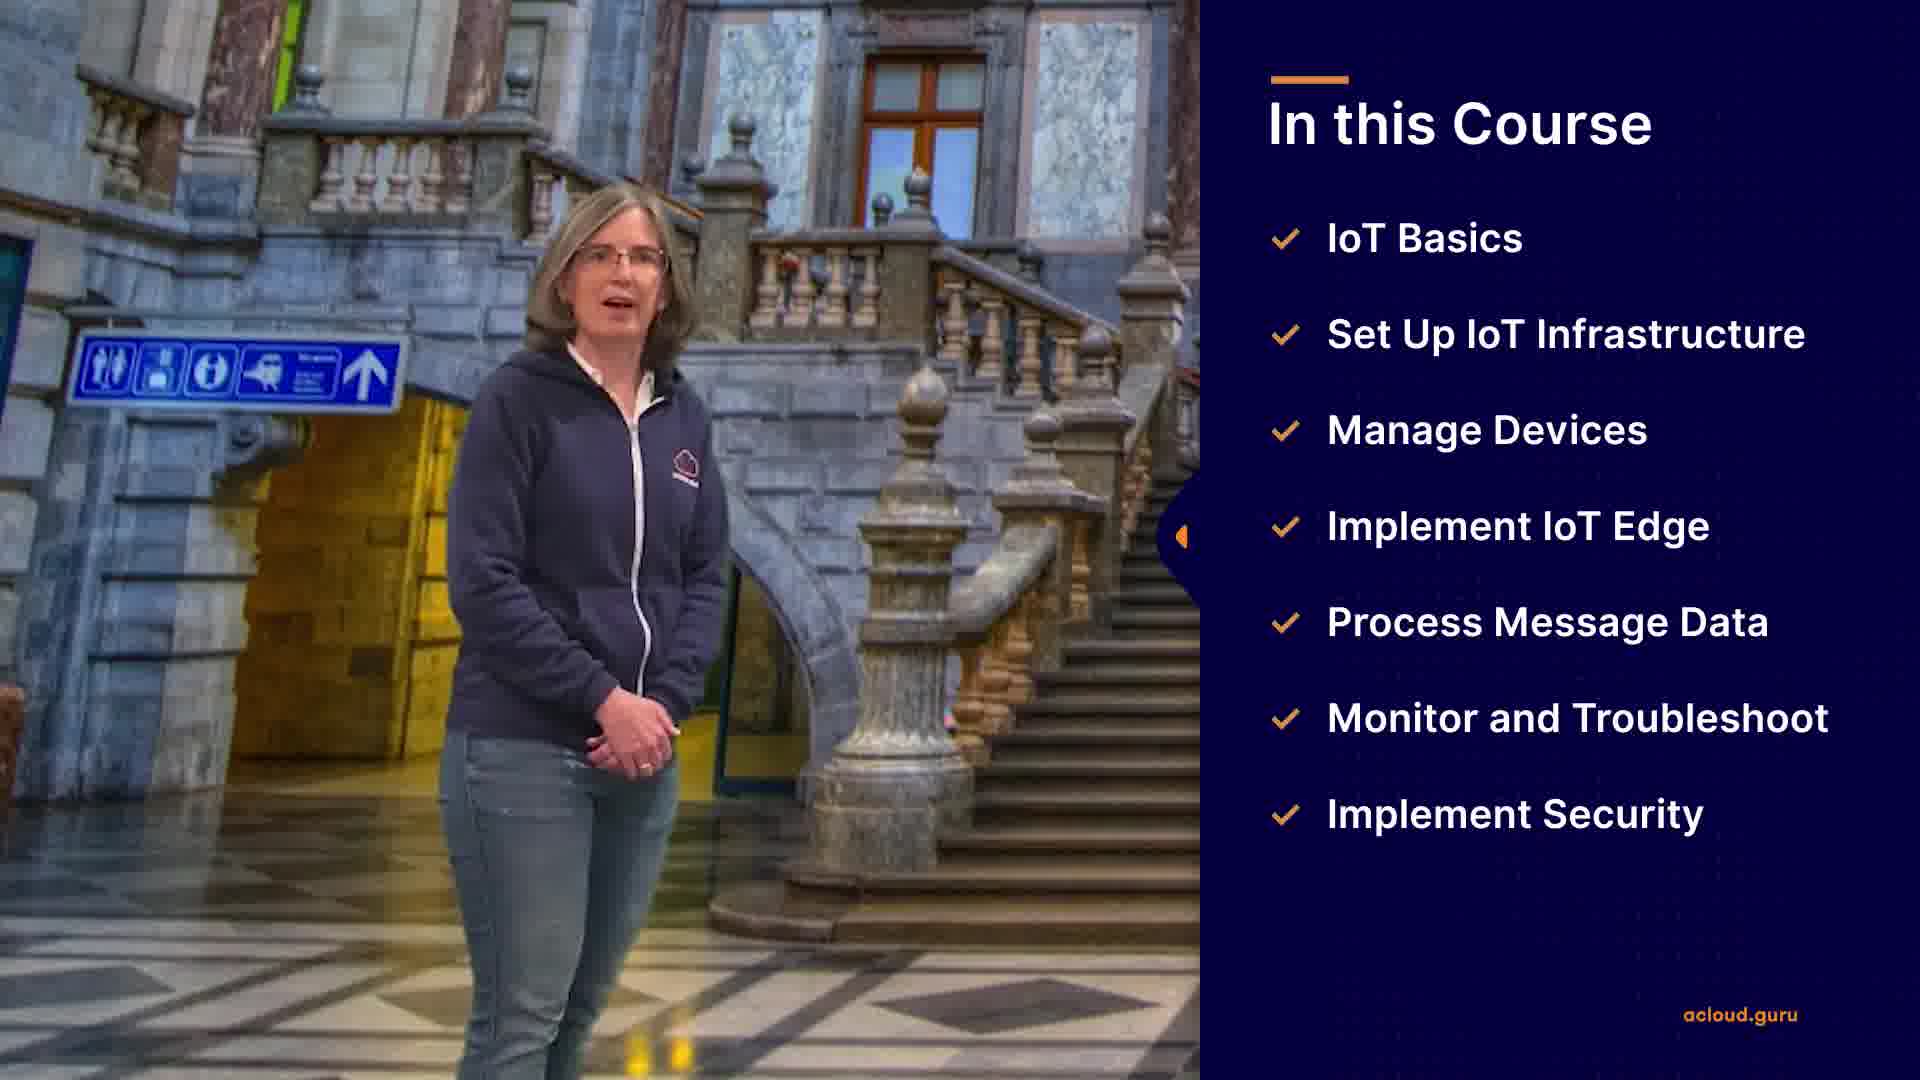 In this Course
IoT Basics
Set Up IoT Infrastructure
Manage Devices
Implement IoT Edge
Process Message Data
Monitor and Troubleshoot
Implement Security
acloud.guru